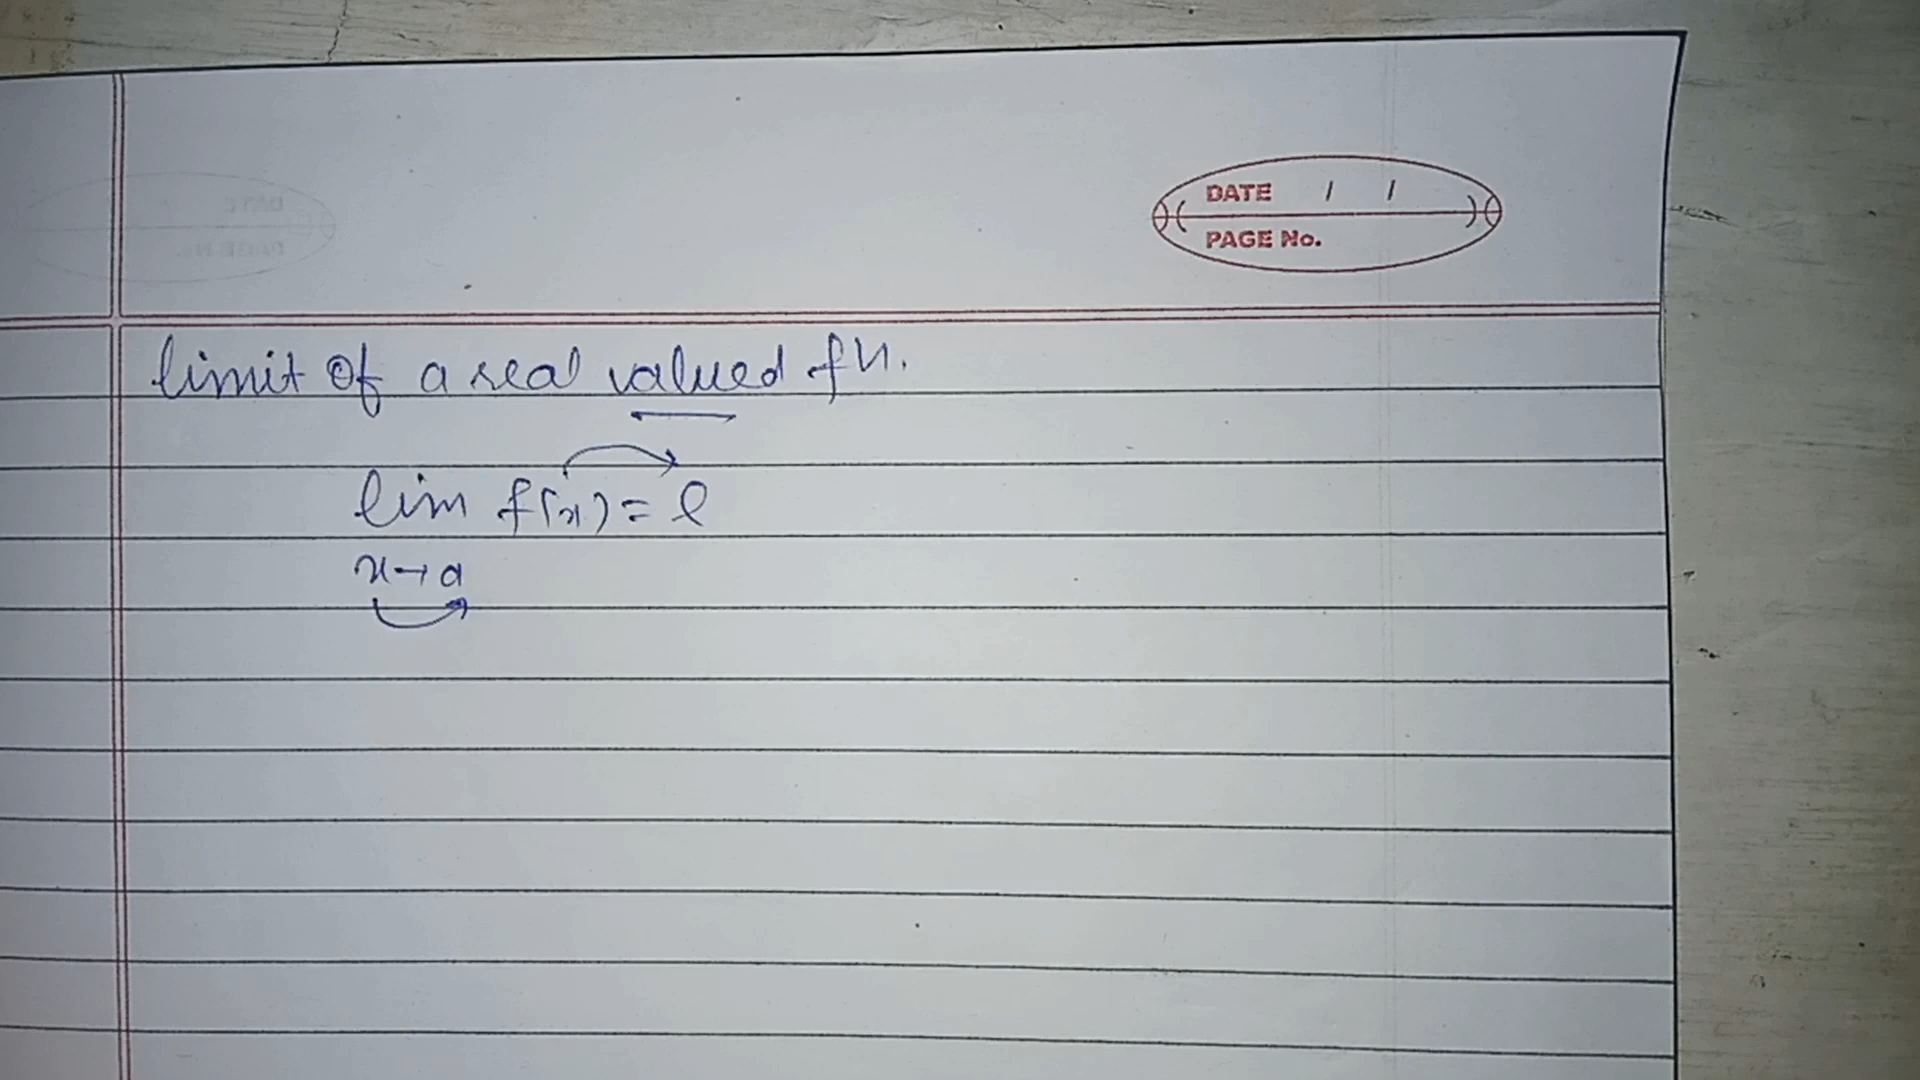 DATE / /
PAGE No.
limit of a real valued fn.
lim f(x) = l
x→a